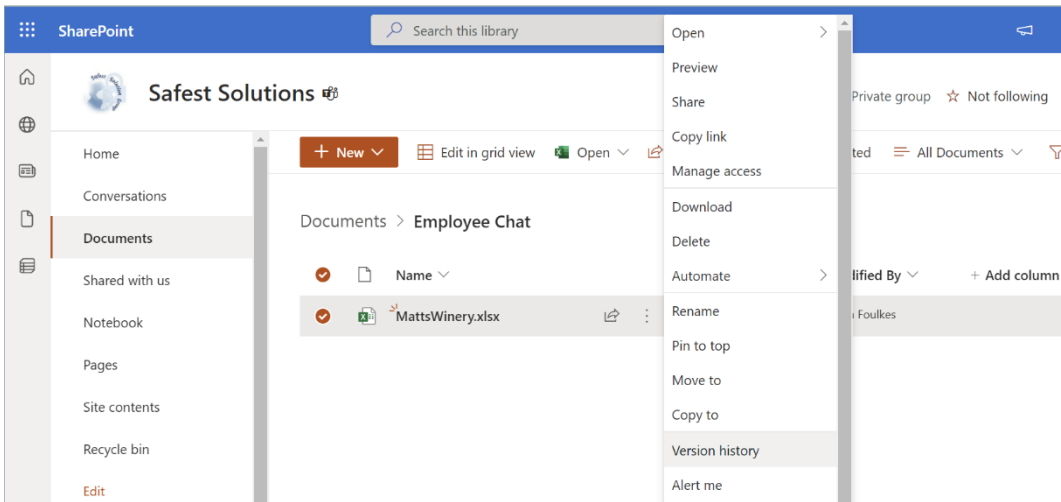 SharePoint
Search this library
Safest Solutions
Private group
Not following
Home
Conversations
Documents
Shared with us
Notebook
Pages
Site contents
Recycle bin
Edit
New
Edit in grid view
Open
All Documents
Documents > Employee Chat
Name
Add column
MattsWinery.xlsx
Foulkes
Open
Preview
Share
Copy link
Manage access
Download
Delete
Automate
Rename
Pin to top
Move to
Copy to
Version history
Alert me